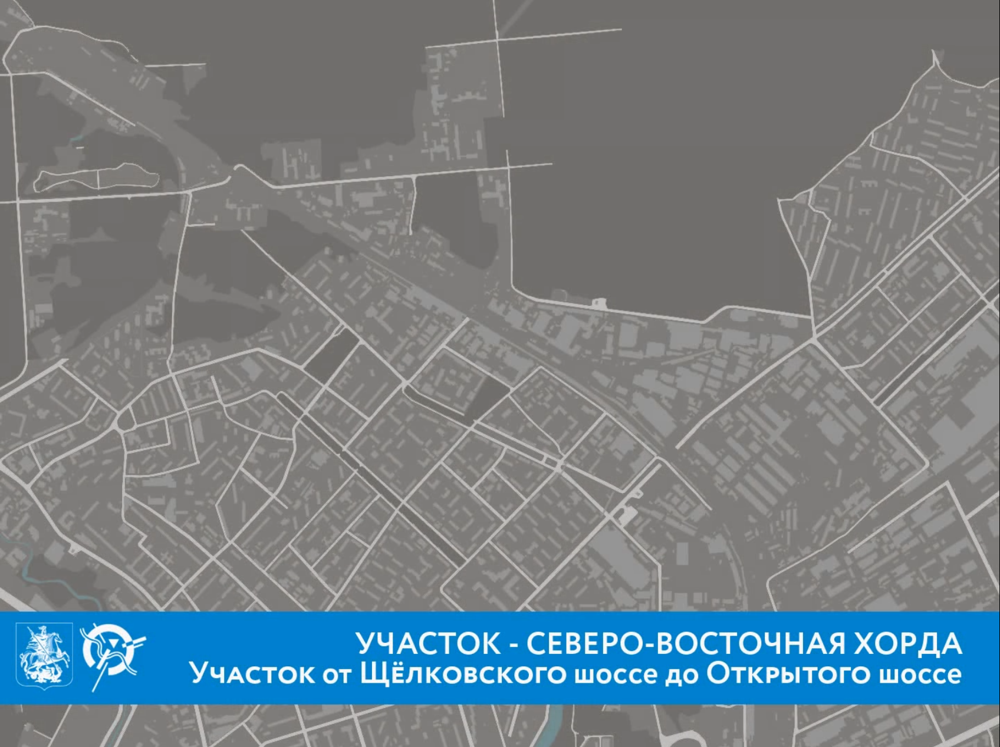 УЧАСТОК - СЕВЕРО-ВОСТОЧНАЯ ХОРДА
УЧАСТОК от ЩЁЛКОВСКОГО шоссе до ОТКРЫТОГО шоссе